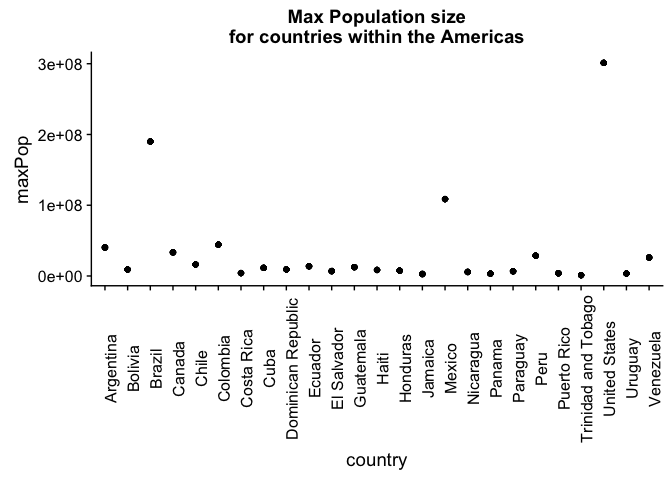 Max Population size
for countries within the Americas
maxPop
3e+08
2e+08
1e+08
0e+00
Argentina
Bolivia
Brazil
Canada
Chile
Colombia
Costa Rica
Cuba
Dominican Republic
Ecuador
El Salvador
Guatemala
Haiti
Honduras
Jamaica
Mexico
Nicaragua
Panama
Paraguay
Peru
Puerto Rico
Trinidad and Tobago
United States
Uruguay
Venezuela
country